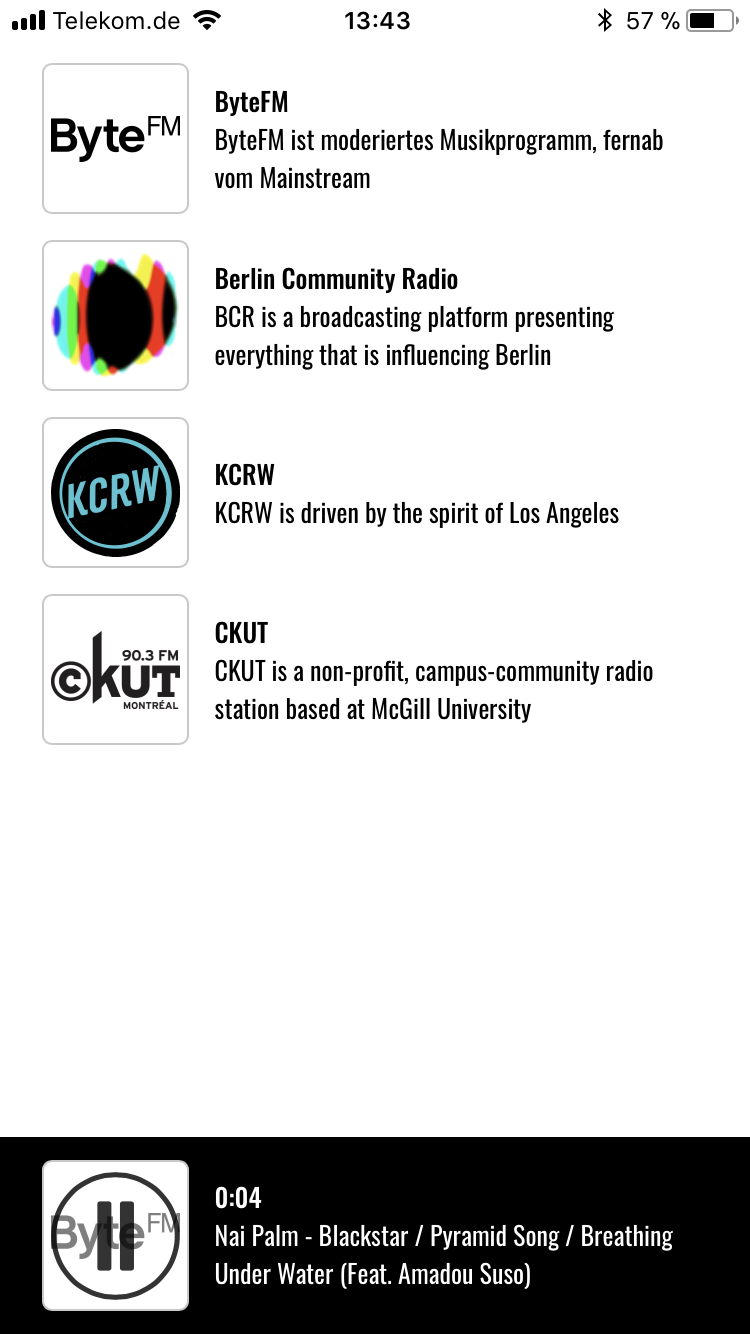 Telekom.de 13:43 57 %
ByteFM
ByteFM
ByteFM ist moderiertes Musikprogramm, fernab
vom Mainstream
Berlin Community Radio
BCR is a broadcasting platform presenting
everything that is influencing Berlin
KCRW
KCRW
KCRW is driven by the spirit of Los Angeles
90.3 FM
ckUT
MONTRÉAL
CKUT
CKUT is a non-profit, campus-community radio
station based at McGill University
ByteFM
0:04
Nai Palm - Blackstar / Pyramid Song / Breathing
Under Water (Feat. Amadou Suso)